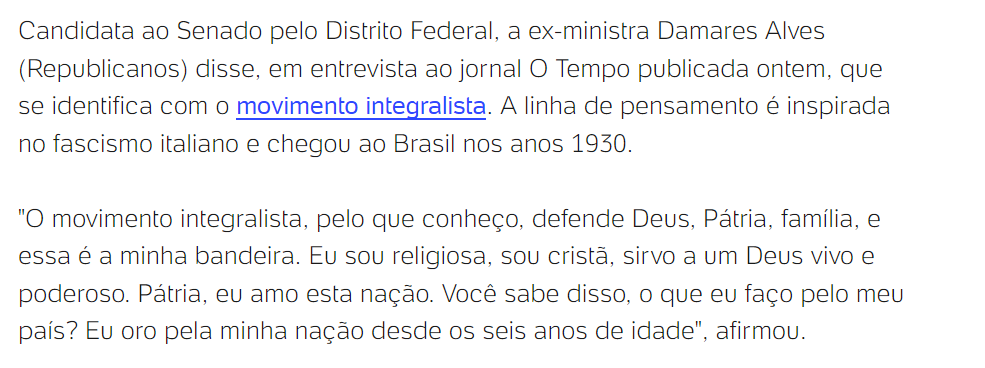 Candidata ao Senado pelo Distrito Federal, a ex-ministra Damares Alves
(Republicanos) disse, em entrevista ao jornal O Tempo publicada ontem, que
se identifica com o movimento integralista. A linha de pensamento é inspirada
no fascismo italiano e chegou ao Brasil nos anos 1930.
"O movimento integralista, pelo que conheço, defende Deus, Pátria, família, e
essa é a minha bandeira. Eu sou religiosa, sou cristã, sirvo a um Deus vivo e
poderoso. Pátria, eu amo esta nação. Você sabe disso, o que eu faço pelo meu
país? Eu oro pela minha nação desde os seis anos de idade", afirmou.